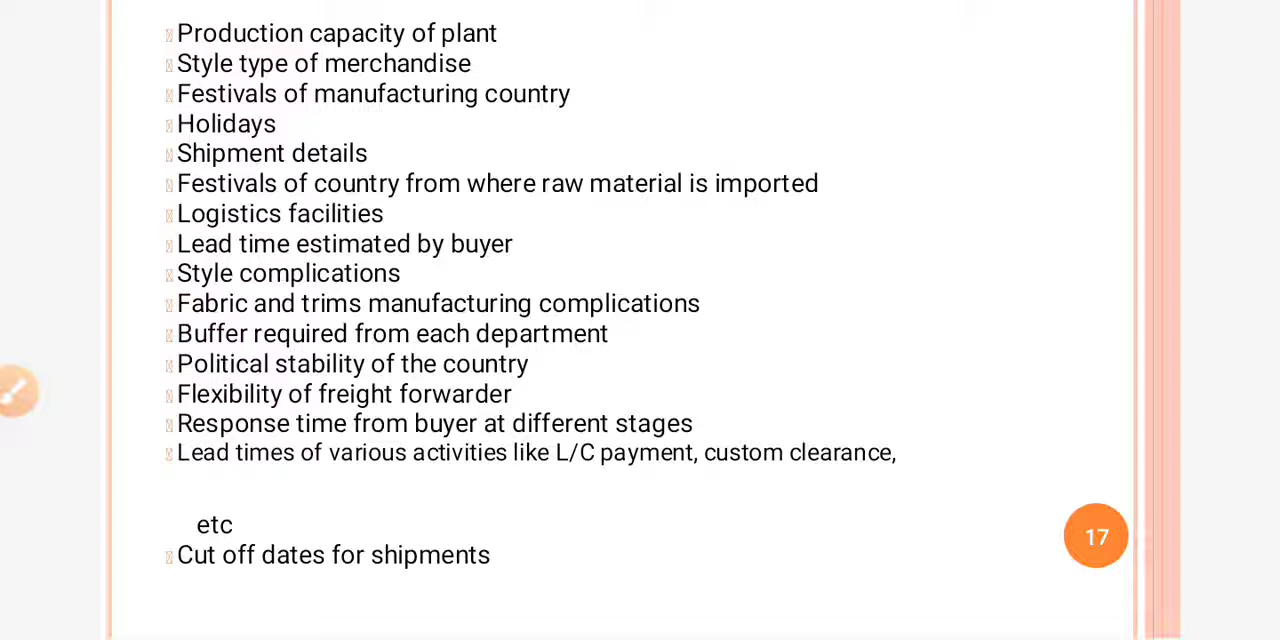 Production capacity of plant
Style type of merchandise
Festivals of manufacturing country
Holidays
Shipment details
Festivals of country from where raw material is imported
Logistics facilities
Lead time estimated by buyer
Style complications
Fabric and trims manufacturing complications
Buffer required from each department
Political stability of the country
Flexibility of freight forwarder
Response time from buyer at different stages
Lead times of various activities like L/C payment, custom clearance,
etc
17
Cut off dates for shipments